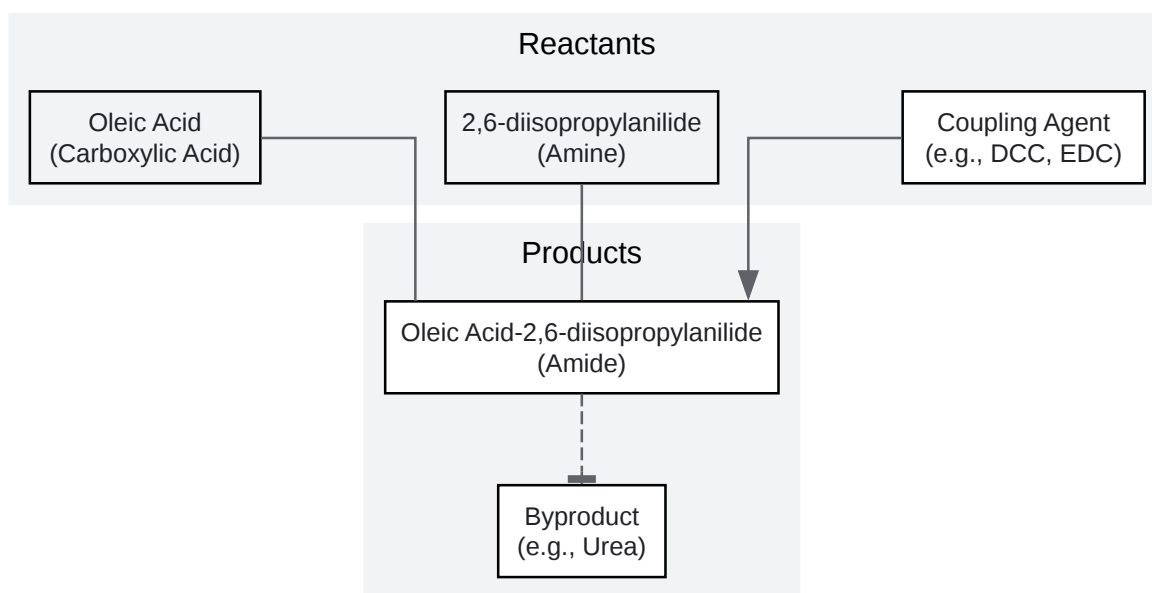 Reactants
Oleic Acid
(Carboxylic Acid)
2,6-diisopropylanilide
(Amine)
Coupling Agent
(e.g., DCC, EDC)
Products
Oleic Acid-2,6-diisopropylanilide
(Amide)
Byproduct
(e.g., Urea)